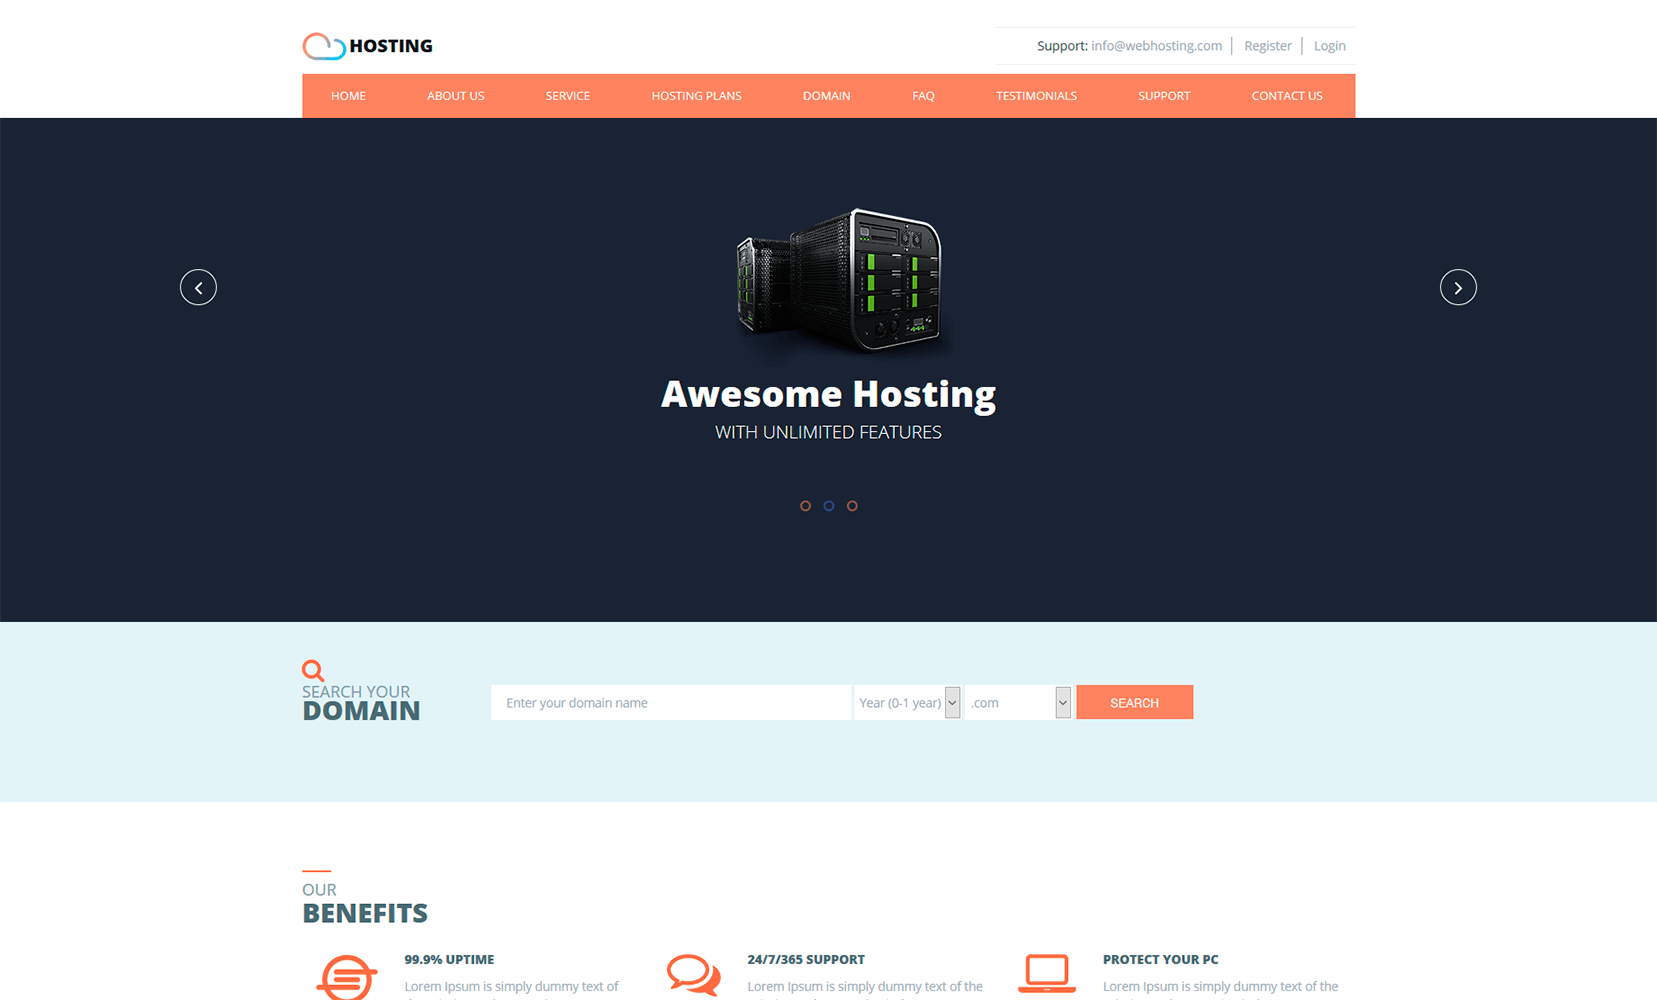 HOSTING
Support: info@webhosting.com Register Login
HOME ABOUT US SERVICE HOSTING PLANS DOMAIN FAQ TESTIMONIALS SUPPORT CONTACT US
Awesome Hosting
WITH UNLIMITED FEATURES
SEARCH YOUR
DOMAIN
Enter your domain name Year (0-1 year) .com SEARCH
OUR
BENEFITS
99.9% UPTIME
Lorem Ipsum is simply dummy text of
24/7/365 SUPPORT
Lorem Ipsum is simply dummy text of the
PROTECT YOUR PC
Lorem Ipsum is simply dummy text of the